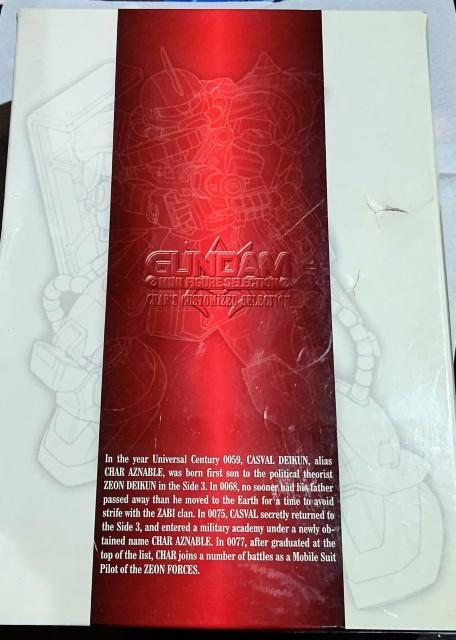 GUNDAM
MINI FIGURE SELECTION
CHAR'S CUSTOMIZED SELECTION
In the year Universal Century 0059, CASVAL DEIKUN, alias
CHAR AZNABLE, was born first son to the political theorist
ZEON DEIKUN in the Side 3. In 0068, no sooner had his father
passed away than he moved to the Earth for a time to avoid
strife with the ZABI clan. In 0075, CASVAL secretly returned to
the Side 3, and entered a military academy under a newly ob-
tained name CHAR AZNABLE. In 0077, after graduated at the
top of the list, CHAR joins a number of battles as a Mobile Suit
Pilot of the ZEON FORCES.